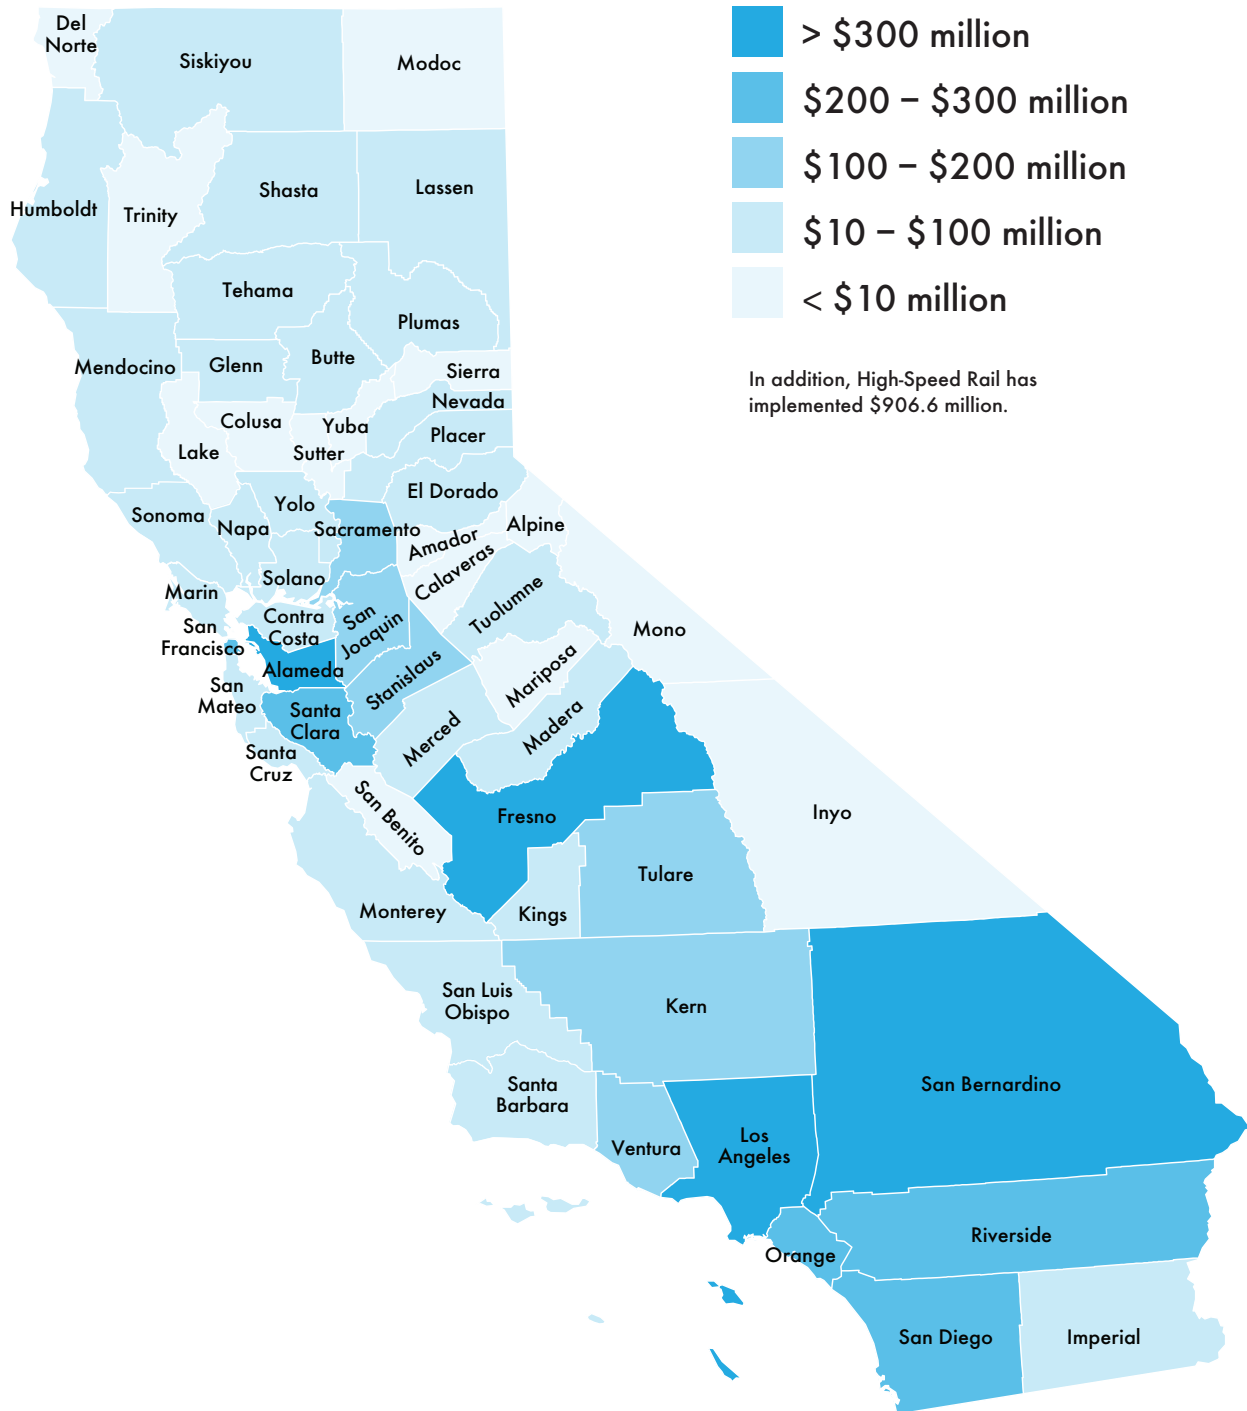 > $300 million
$200 – $300 million
$100 – $200 million
$10 – $100 million
< $10 million
In addition, High-Speed Rail has
implemented $906.6 million.
Del
Norte
Siskiyou
Modoc
Humboldt
Trinity
Shasta
Lassen
Tehama
Plumas
Mendocino
Glenn
Butte
Sierra
Nevada
Colusa
Yuba
Placer
Lake
Sutter
El Dorado
Sonoma
Yolo
Napa
Sacramento
Amador
Alpine
Calaveras
Solano
Marin
Tuolumne
Contra
Costa
San
Joaquin
San
Francisco
Mono
Alameda
Stanislaus
Mariposa
San
Mateo
Santa
Clara
Merced
Madera
Santa
Cruz
San Benito
Fresno
Inyo
Tulare
Monterey
Kings
San Luis
Obispo
Kern
Santa
Barbara
San Bernardino
Ventura
Los
Angeles
Orange
Riverside
San Diego
Imperial